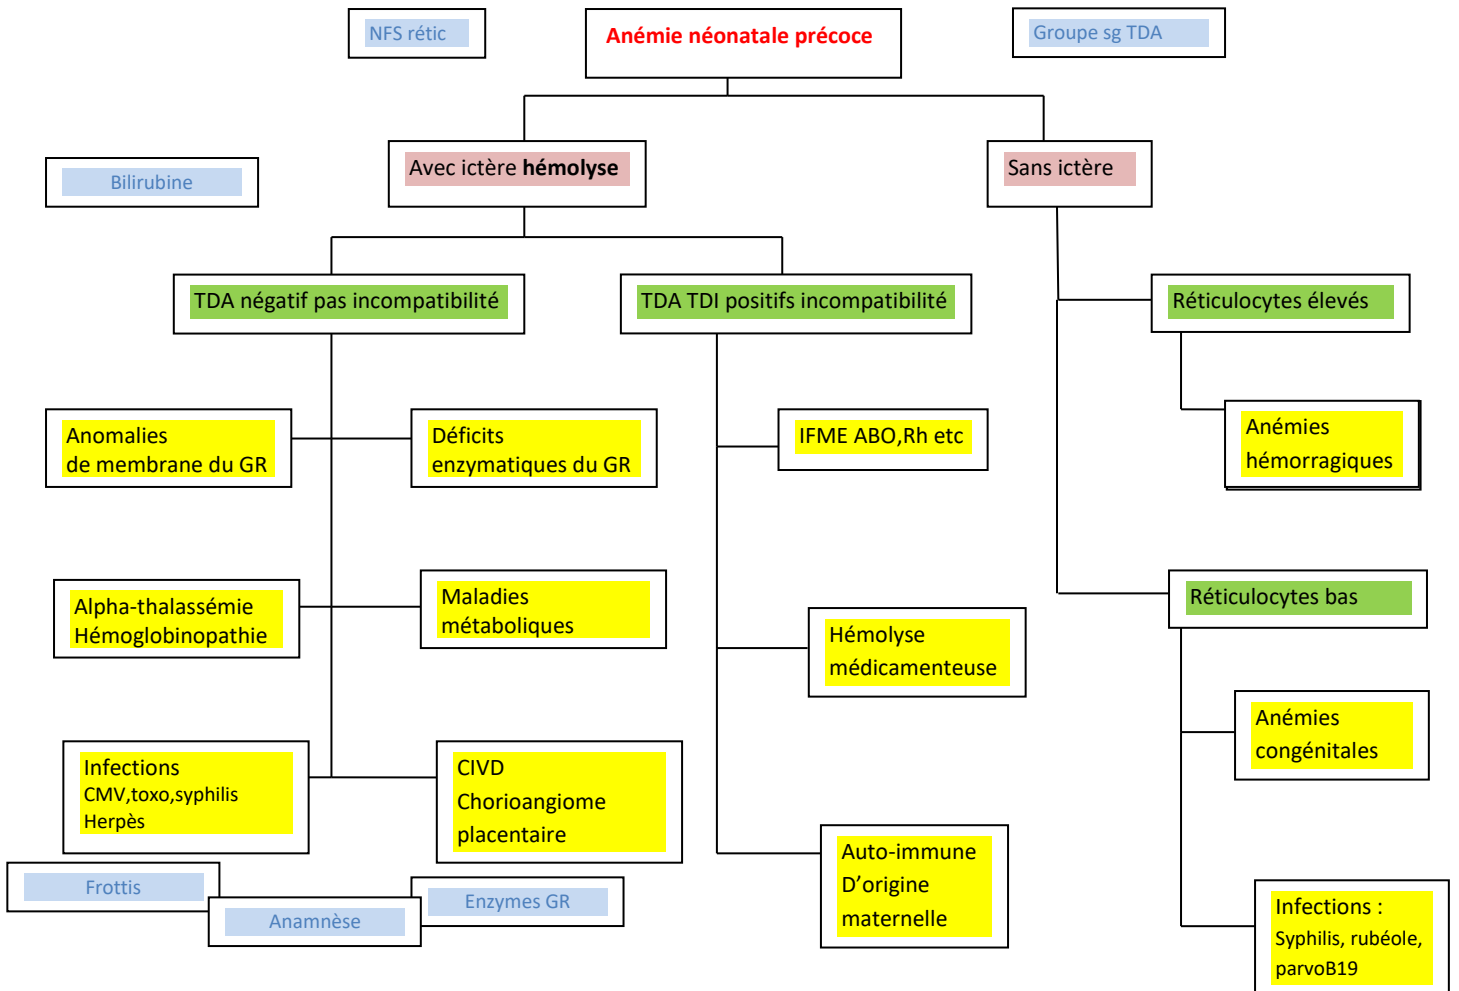 NFS rétic
Anémie néonatale précoce
Groupe sg TDA
Avec ictère hémolyse
Sans ictère
Bilirubine
TDA négatif pas incompatibilité
TDA TDI positifs incompatibilité
Réticulocytes élevés
Anomalies
de membrane du GR
Déficits
enzymatiques du GR
IFME ABO,Rh etc
Anémies
hémorragiques
Alpha-thalassémie
Hémoglobinopathie
Maladies
métaboliques
Hémolyse
médicamenteuse
Réticulocytes bas
Anémies
congénitales
Infections
CMV,toxo,syphilis
Herpès
CIVD
Chorioangiome
placentaire
Auto-immune
D’origine
maternelle
Infections :
Syphilis, rubéole,
parvoB19
Frottis
Anamnèse
Enzymes GR